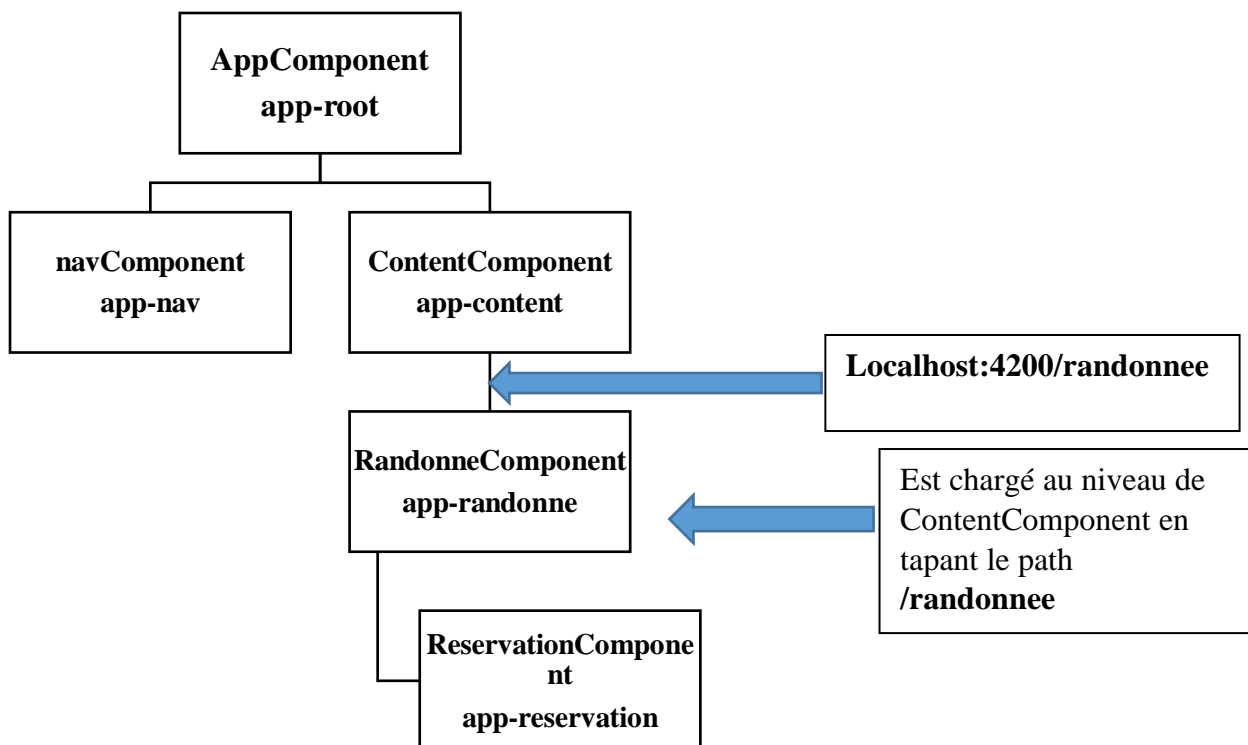 AppComponent
app-root
navComponent
app-nav
ContentComponent
app-content
Localhost:4200/randonnee
RandonneComponent
app-randonne
Est chargé au niveau de
ContentComponent en
tapant le path
/randonnee
ReservationCompone
nt
app-reservation